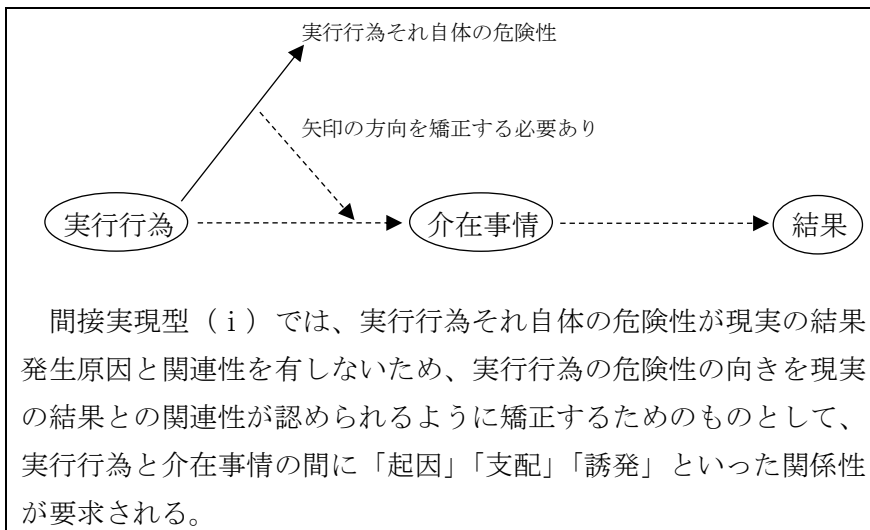 実行行為それ自体の危険性
矢印の方向を矯正する必要あり
実行行為
介在事情
結果
間接実現型（ⅰ）では、実行行為それ自体の危険性が現実の結果
発生原因と関連性を有しないため、実行行為の危険性の向きを現実
の結果との関連性が認められるように矯正するためのものとして、
実行行為と介在事情の間に「起因」「支配」「誘発」といった関係性
が要求される。